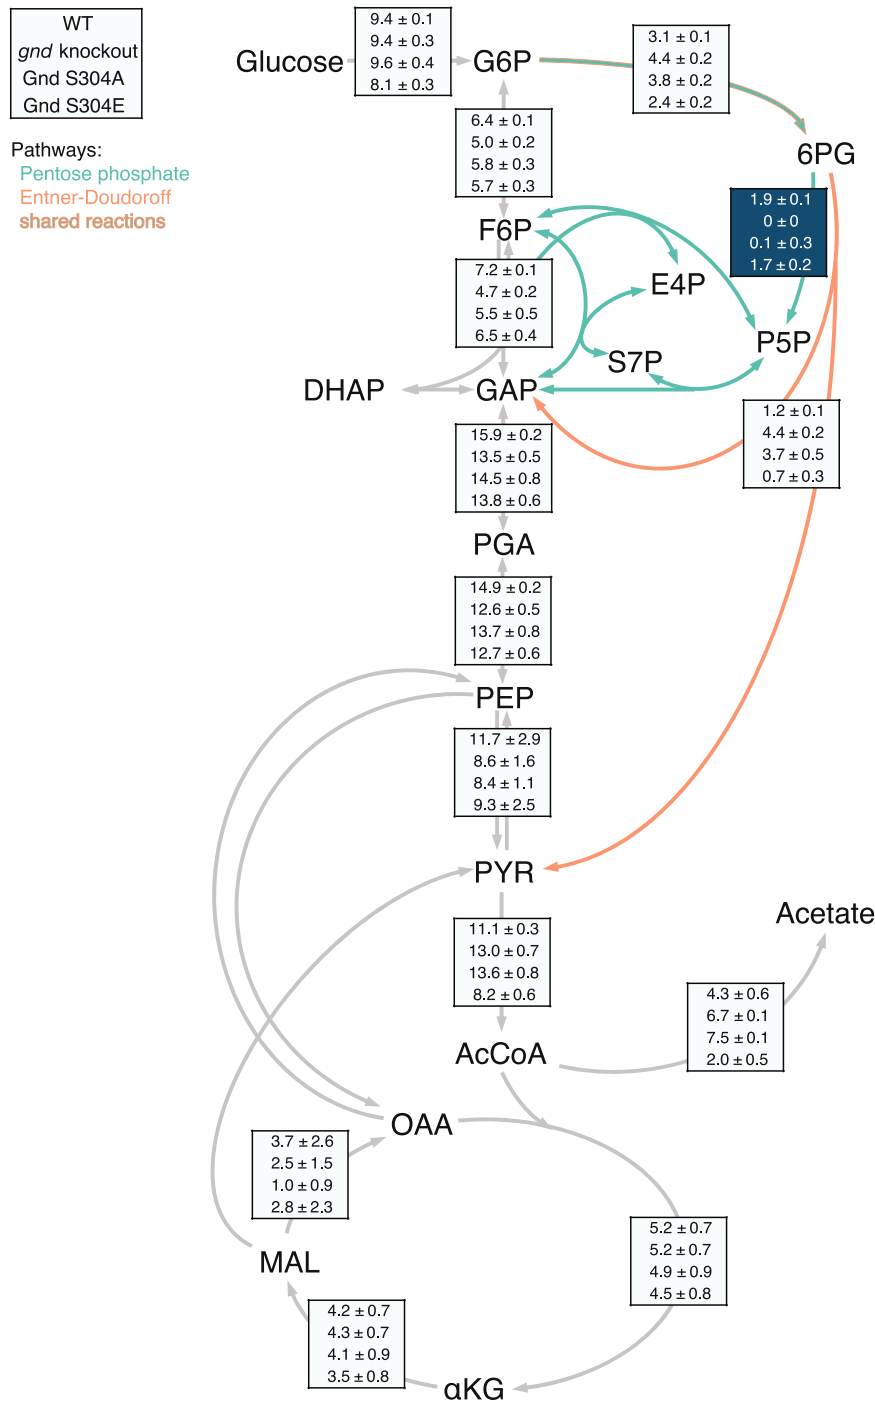 WT
gnd knockout
Gnd S304A
Gnd S304E
Pathways:
Pentose phosphate
Entner-Doudoroff
shared reactions
Glucose
9.4 ± 0.1
9.4 ± 0.3
9.6 ± 0.4
8.1 ± 0.3
G6P
3.1 ± 0.1
4.4 ± 0.2
3.8 ± 0.2
2.4 ± 0.2
6PG
6.4 ± 0.1
5.0 ± 0.2
5.8 ± 0.3
5.7 ± 0.3
1.9 ± 0.1
0 ± 0
0.1 ± 0.3
1.7 ± 0.2
F6P
7.2 ± 0.1
4.7 ± 0.2
5.5 ± 0.5
6.5 ± 0.4
E4P
P5P
S7P
DHAP
GAP
1.2 ± 0.1
4.4 ± 0.2
3.7 ± 0.5
0.7 ± 0.3
15.9 ± 0.2
13.5 ± 0.5
14.5 ± 0.8
13.8 ± 0.6
PGA
14.9 ± 0.2
12.6 ± 0.5
13.7 ± 0.8
12.7 ± 0.6
PEP
11.7 ± 2.9
8.6 ± 1.6
8.4 ± 1.1
9.3 ± 2.5
PYR
Acetate
11.1 ± 0.3
13.0 ± 0.7
13.6 ± 0.8
8.2 ± 0.6
4.3 ± 0.6
6.7 ± 0.1
7.5 ± 0.1
2.0 ± 0.5
AcCoA
OAA
3.7 ± 2.6
2.5 ± 1.5
1.0 ± 0.9
2.8 ± 2.3
5.2 ± 0.7
5.2 ± 0.7
4.9 ± 0.9
4.5 ± 0.8
MAL
4.2 ± 0.7
4.3 ± 0.7
4.1 ± 0.9
3.5 ± 0.8
αKG